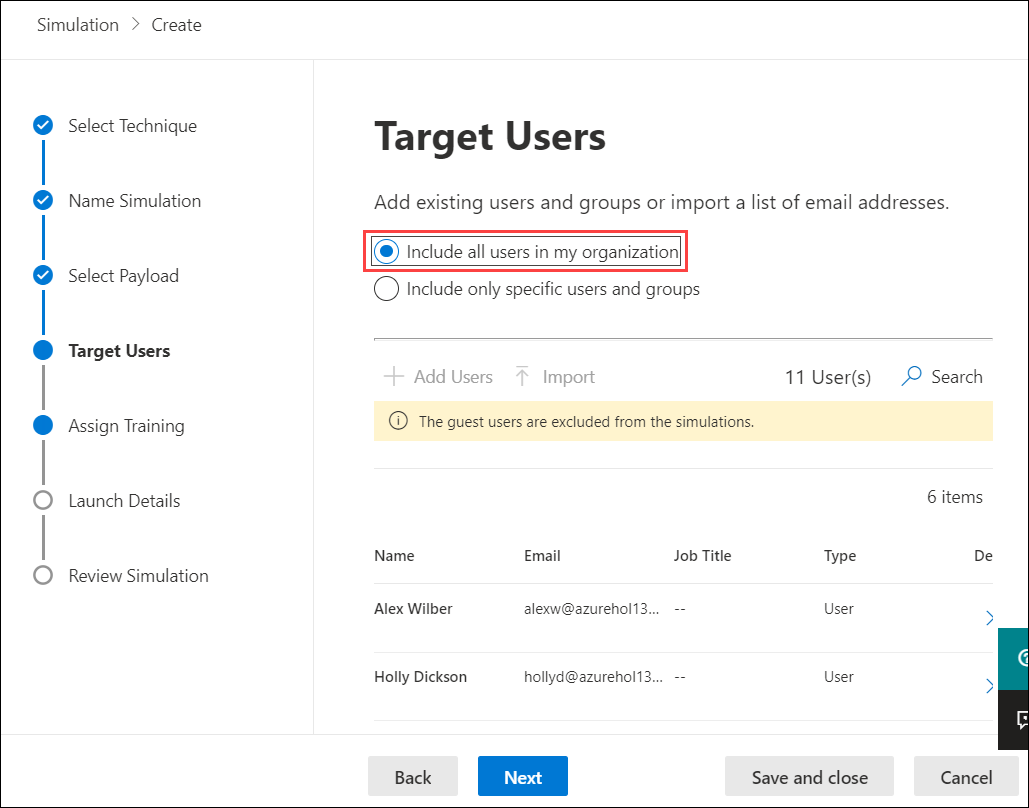 Simulation > Create
Select Technique
Name Simulation
Select Payload
Target Users
Assign Training
Launch Details
Review Simulation
Target Users
Add existing users and groups or import a list of email addresses.
Include all users in my organization
Include only specific users and groups
Add Users Import 11 User(s) Search
The guest users are excluded from the simulations.
6 items
Name Email Job Title Type De
Alex Wilber alexw@azurehol13... -- User
Holly Dickson hollyd@azurehol13... -- User
Back Next Save and close Cancel